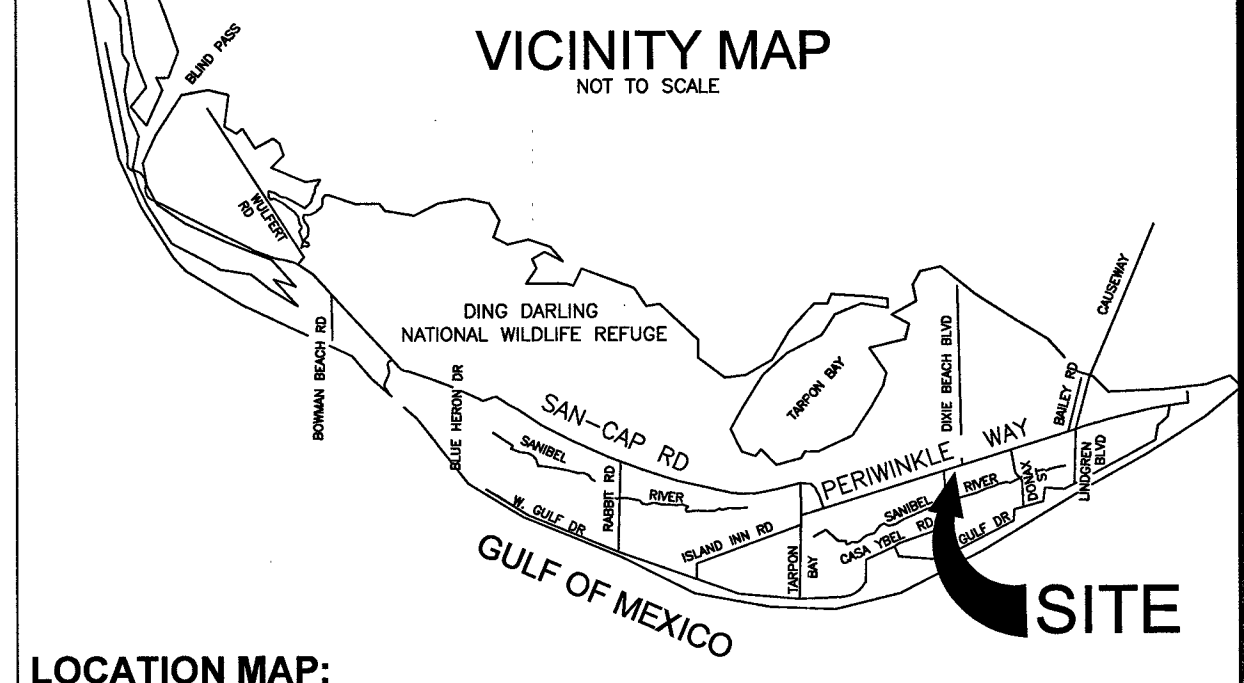 VICINITY MAP
NOT TO SCALE
BLIND PASS
WULFERT
RD
CAUSEWAY
DING DARLING
NATIONAL WILDLIFE REFUGE
BOWMAN BEACH RD
BLUE HERON DR
SAN-CAP RD
TARPON BAY
DIXIE BEACH BLVD
BAILEY RD
PERIWINKLE WAY
SANIBEL
RIVER
RABBIT RD
W. GULF DR
ISLAND INN RD
TARPON
BAY
SANIBEL
RIVER
CASA YBEL RD
GULF DR
DONAX
ST
LINDGREN
BLVD
GULF OF MEXICO
SITE
LOCATION MAP: